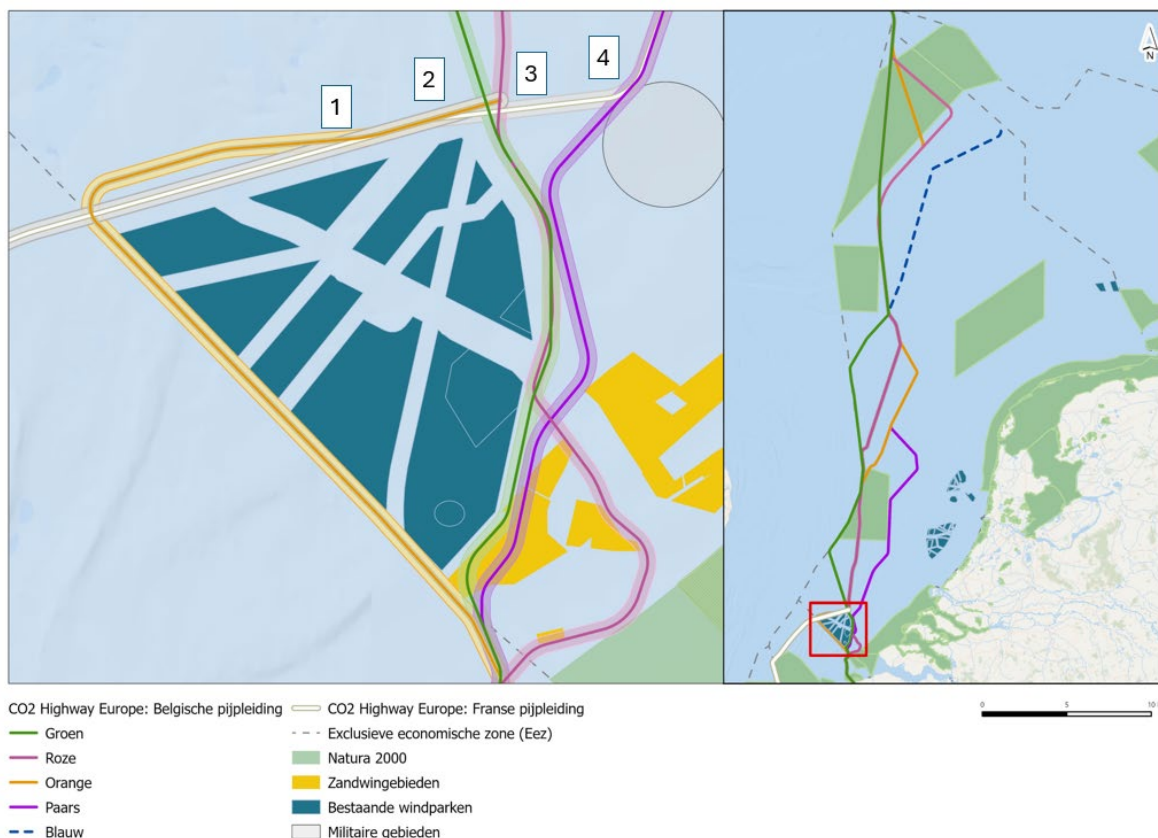 1
2
3
4
N
CO2 Highway Europe: Belgische pijpleiding
Groen
Roze
Orange
Paars
Blauw
CO2 Highway Europe: Franse pijpleiding
Exclusieve economische zone (Eez)
Natura 2000
Zandwingebieden
Bestaande windparken
Militaire gebieden
0
5